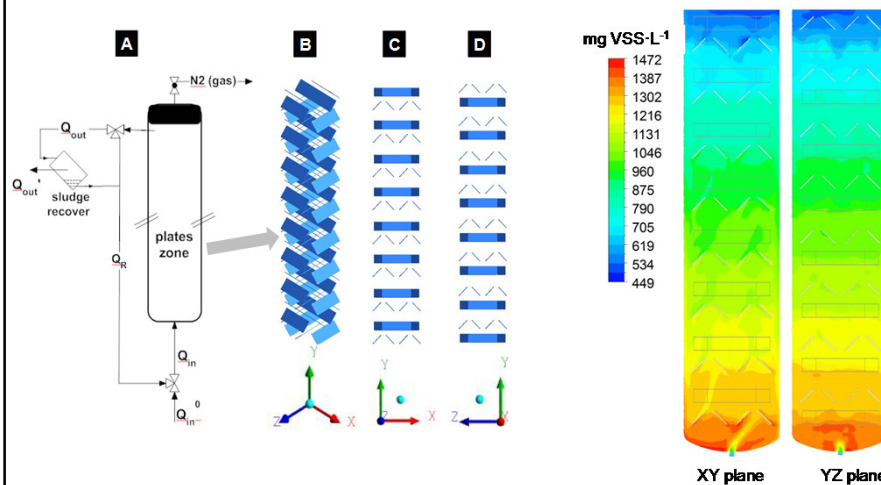 A
B
C
D
N2 (gas)
Qout
Qout'
sludge
recover
plates
zone
QR
Qin
Qin0
Y
Z
X
Y
Z
X
Y
Z
X
mg VSS·L-1
1472
1387
1302
1216
1131
1046
960
875
790
705
619
534
449
XY plane
YZ plane